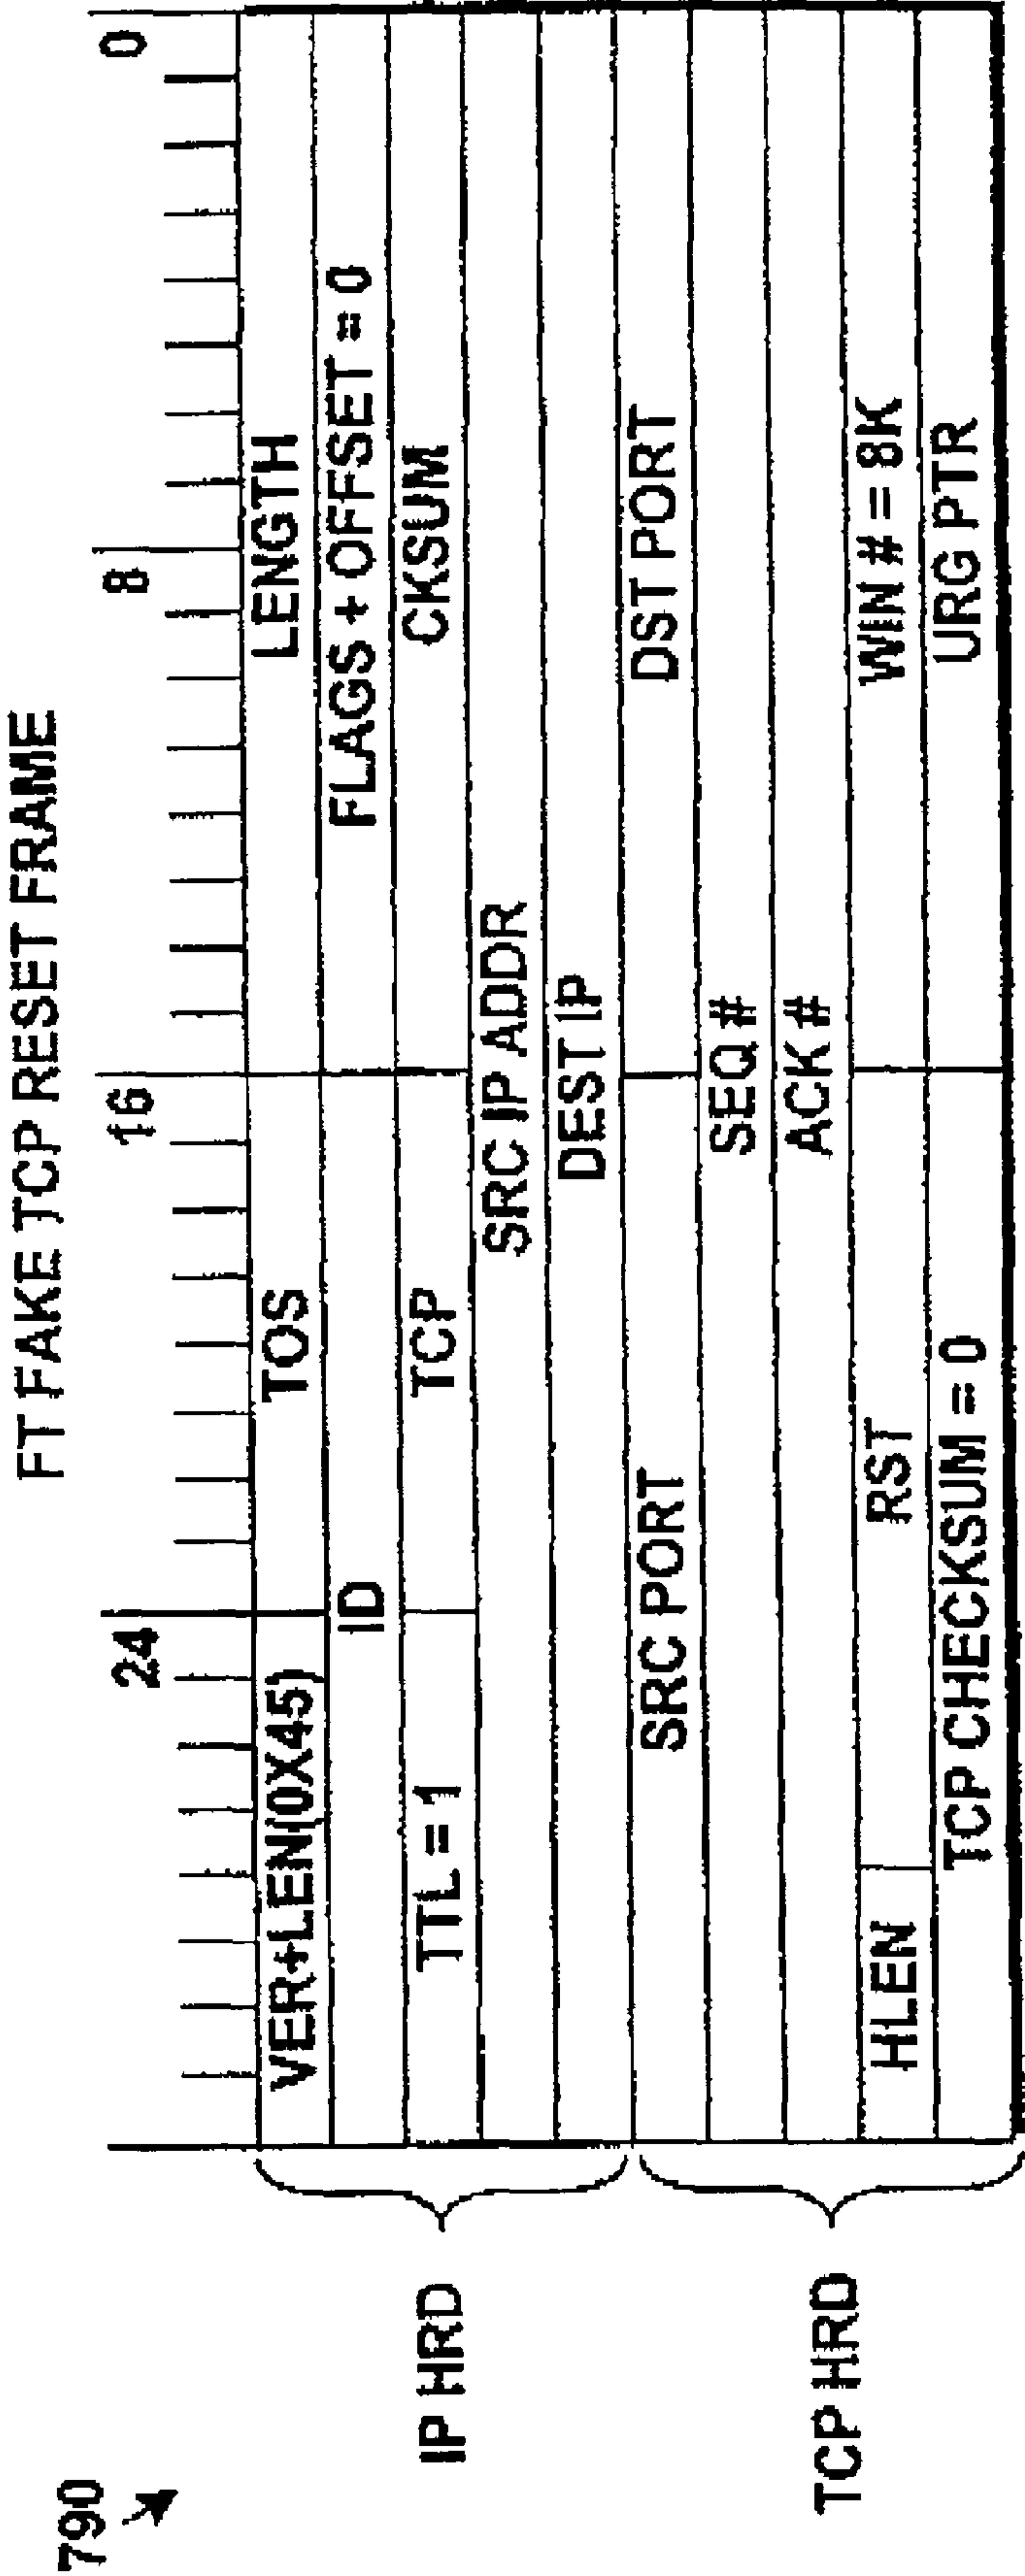 790
FT FAKE TCP RESET FRAME
24 16 8 0
VER+LEN(0X45) TOS LENGTH
ID FLAGS + OFFSET = 0
TTL = 1 TCP CKSUM
SRC IP ADDR
DEST IP
IP HRD
SRC PORT DST PORT
SEQ #
ACK #
HLEN RST WIN # = 8K
TCP CHECKSUM = 0 URG PTR
TCP HRD